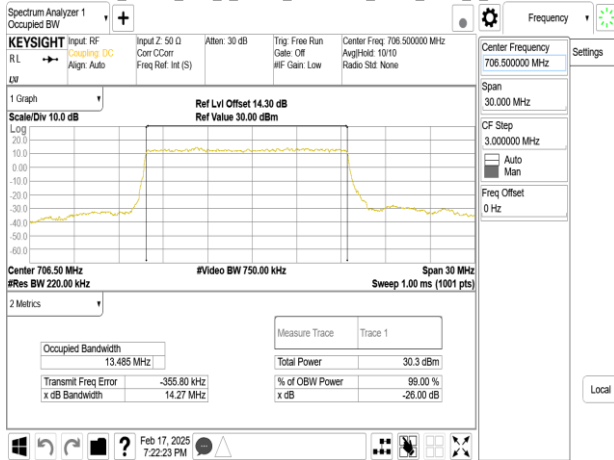 Spectrum Analyzer 1
Occupied BW
Frequency
KEYSIGHT
Input: RF
Input Z: 50 Ω
Atten: 30 dB
Trig: Free Run
Center Freq: 706.500000 MHz
RL
Coupling: DC
Corr CCorr
Gate: Off
Avg|Hold: 10/10
Align: Auto
Freq Ref: Int (S)
#IF Gain: Low
Radio Std: None
LXI
Center Frequency
706.500000 MHz
Settings
Span
30.000 MHz
CF Step
3.000000 MHz
Auto
Man
Freq Offset
0 Hz
Local
1 Graph
Ref Lvl Offset 14.30 dB
Scale/Div 10.0 dB
Ref Value 30.00 dBm
Log
20.0
10.0
0.00
-10.0
-20.0
-30.0
-40.0
-50.0
-60.0
Center 706.50 MHz
#Video BW 750.00 kHz
Span 30 MHz
#Res BW 220.00 kHz
Sweep 1.00 ms (1001 pts)
2 Metrics
Measure Trace
Trace 1
Occupied Bandwidth
13.485 MHz
Total Power
30.3 dBm
Transmit Freq Error
-355.80 kHz
% of OBW Power
99.00 %
x dB Bandwidth
14.27 MHz
x dB
-26.00 dB
?
Feb 17, 2025
7:22:23 PM